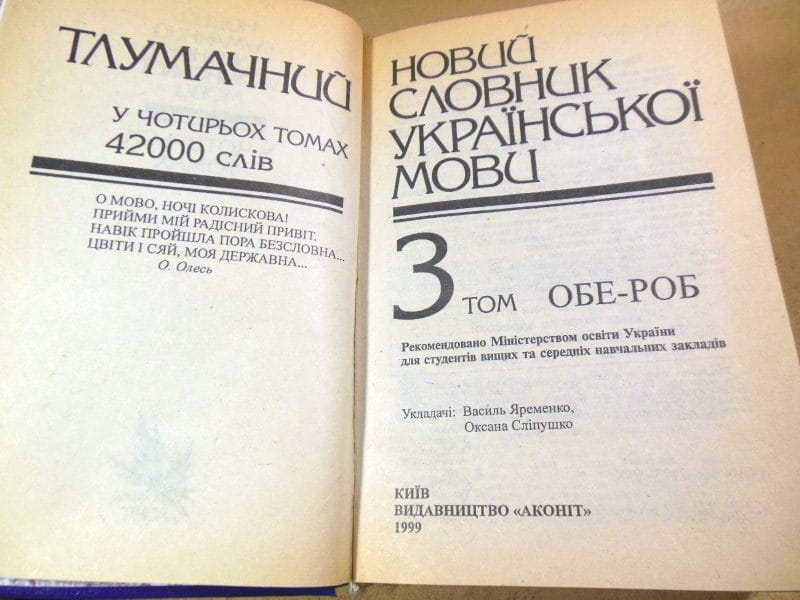 ТЛУМАЧНИЙ
У ЧОТИРЬОХ ТОМАХ
42000 СЛІВ
О МОВО, НОЧІ КОЛИСКОВА!
ПРИЙМИ МІЙ РАДІСНИЙ ПРИВІТ.
НАВІК ПРОЙШЛА ПОРА БЕЗСЛОВНА...
ЦВІТИ І СЯЙ, МОЯ ДЕРЖАВНА...
О. Олесь
НОВИЙ
СЛОВНИК
УКРАЇНСЬКОЇ
МОВИ
3 ТОМ ОБЕ-РОБ
Рекомендовано Міністерством освіти України
для студентів вищих та середніх навчальних закладів
Укладачі: Василь Яременко,
Оксана Сліпушко
КИЇВ
ВИДАВНИЦТВО «АКОНІТ»
1999